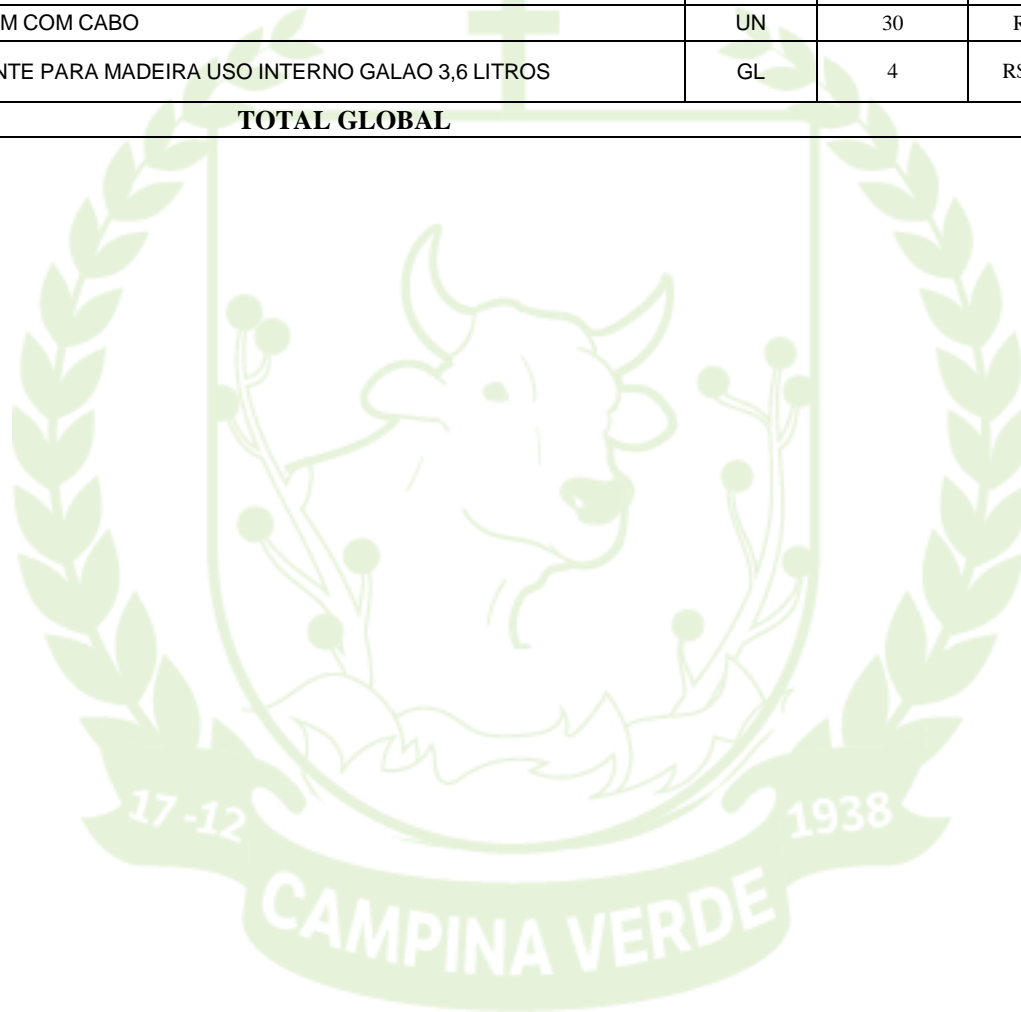 M COM CABO UN 30 R
NTE PARA MADEIRA USO INTERNO GALAO 3,6 LITROS GL 4 R$
TOTAL GLOBAL
17-12 1938
CAMPINA VERDE